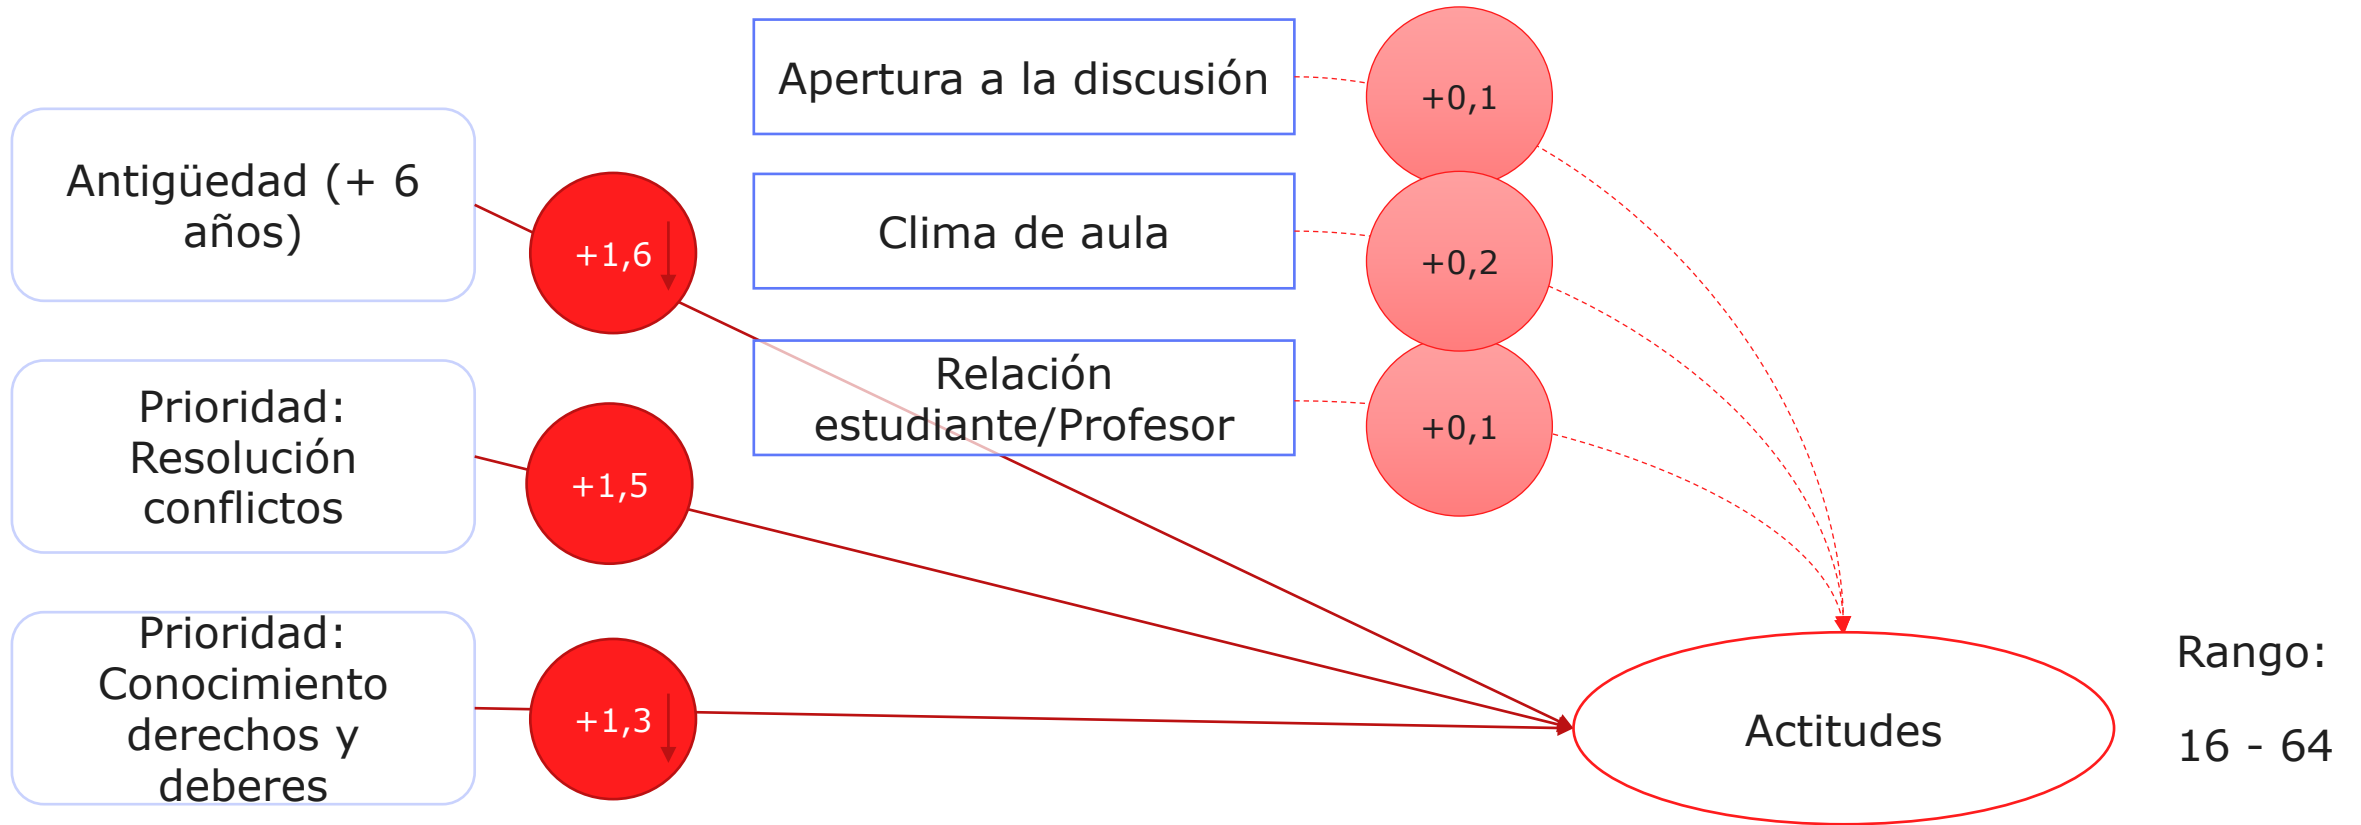 Antigüedad (+ 6
años)
+1,6
Prioridad:
Resolución
conflictos
+1,5
Prioridad:
Conocimiento
derechos y
deberes
+1,3
Apertura a la discusión
+0,1
Clima de aula
+0,2
Relación
estudiante/Profesor
+0,1
Actitudes
Rango:
16 - 64